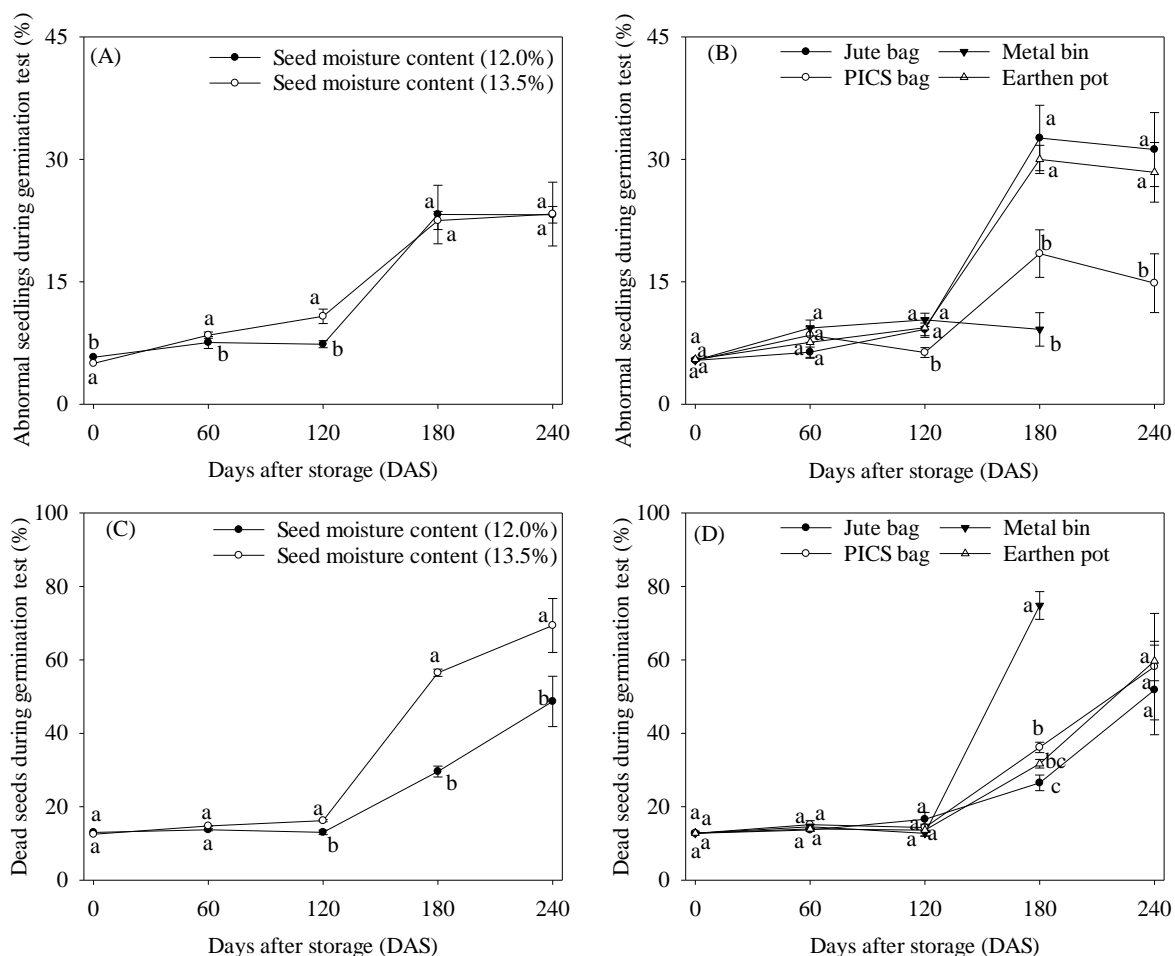 (A)
Seed moisture content (12.0%)
Seed moisture content (13.5%)
Abnormal seedlings during germination test (%)
45
30
15
0
b
a
a
b
a
b
a
a
a
a
0 60 120 180 240
Days after storage (DAS)
(B)
Jute bag Metal bin
PICS bag Earthen pot
Abnormal seedlings during germination test (%)
45
30
15
0
a
a
a
a
a
a
a
a
a
a
a
b
a
a
b
b
a
a
b
0 60 120 180 240
Days after storage (DAS)
(C)
Seed moisture content (12.0%)
Seed moisture content (13.5%)
Dead seeds during germination test (%)
100
80
60
40
20
0
a
a
a
a
a
b
a
b
a
b
0 60 120 180 240
Days after storage (DAS)
(D)
Jute bag Metal bin
PICS bag Earthen pot
Dead seeds during germination test (%)
100
80
60
40
20
0
a
a
a
a
a
a
a
a
a
a
a
a
a
b
bc
c
a
a
a
0 60 120 180 240
Days after storage (DAS)